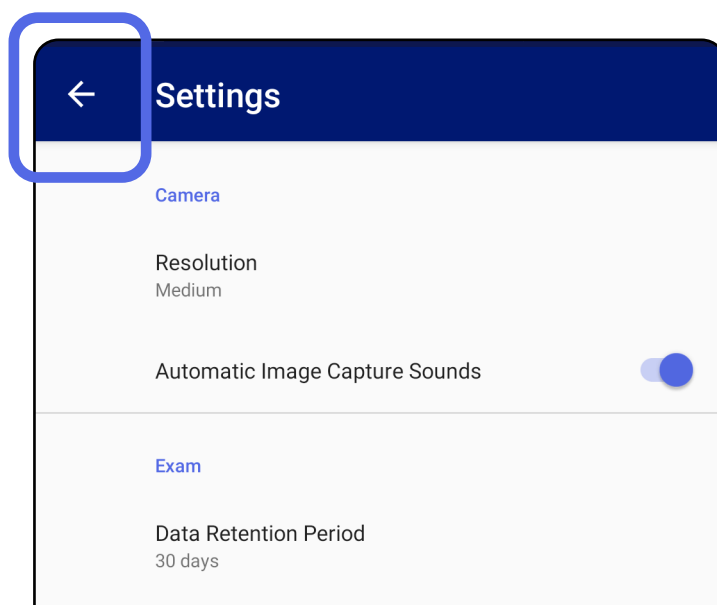 Settings
Camera
Resolution
Medium
Automatic Image Capture Sounds
Exam
Data Retention Period
30 days